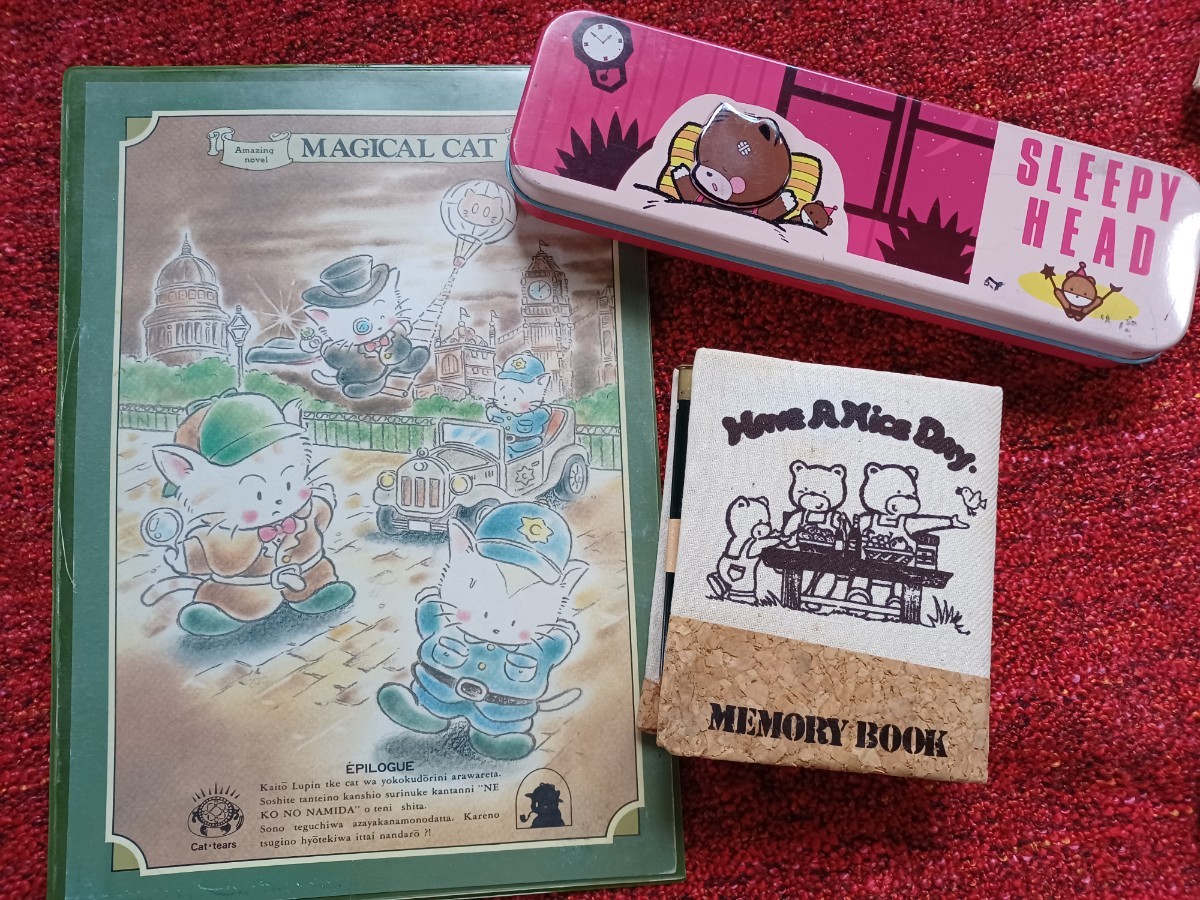 Amazing
novel
MAGICAL CAT
ÉPILOGUE
Kaitō Lupin tke cat wa yokokudōrini arawareta.
Soshite tanteino kanshio surinuke kantanni "NE
KO NO NAMIDA" o teni shita.
Sono teguchiwa azayakanamonodatta. Kareno
tsugino hyōtekiwa ittai nandarō ?!
Cat·tears
SLEEPY
HEAD
HAVE A NICE DAY.
MEMORY BOOK